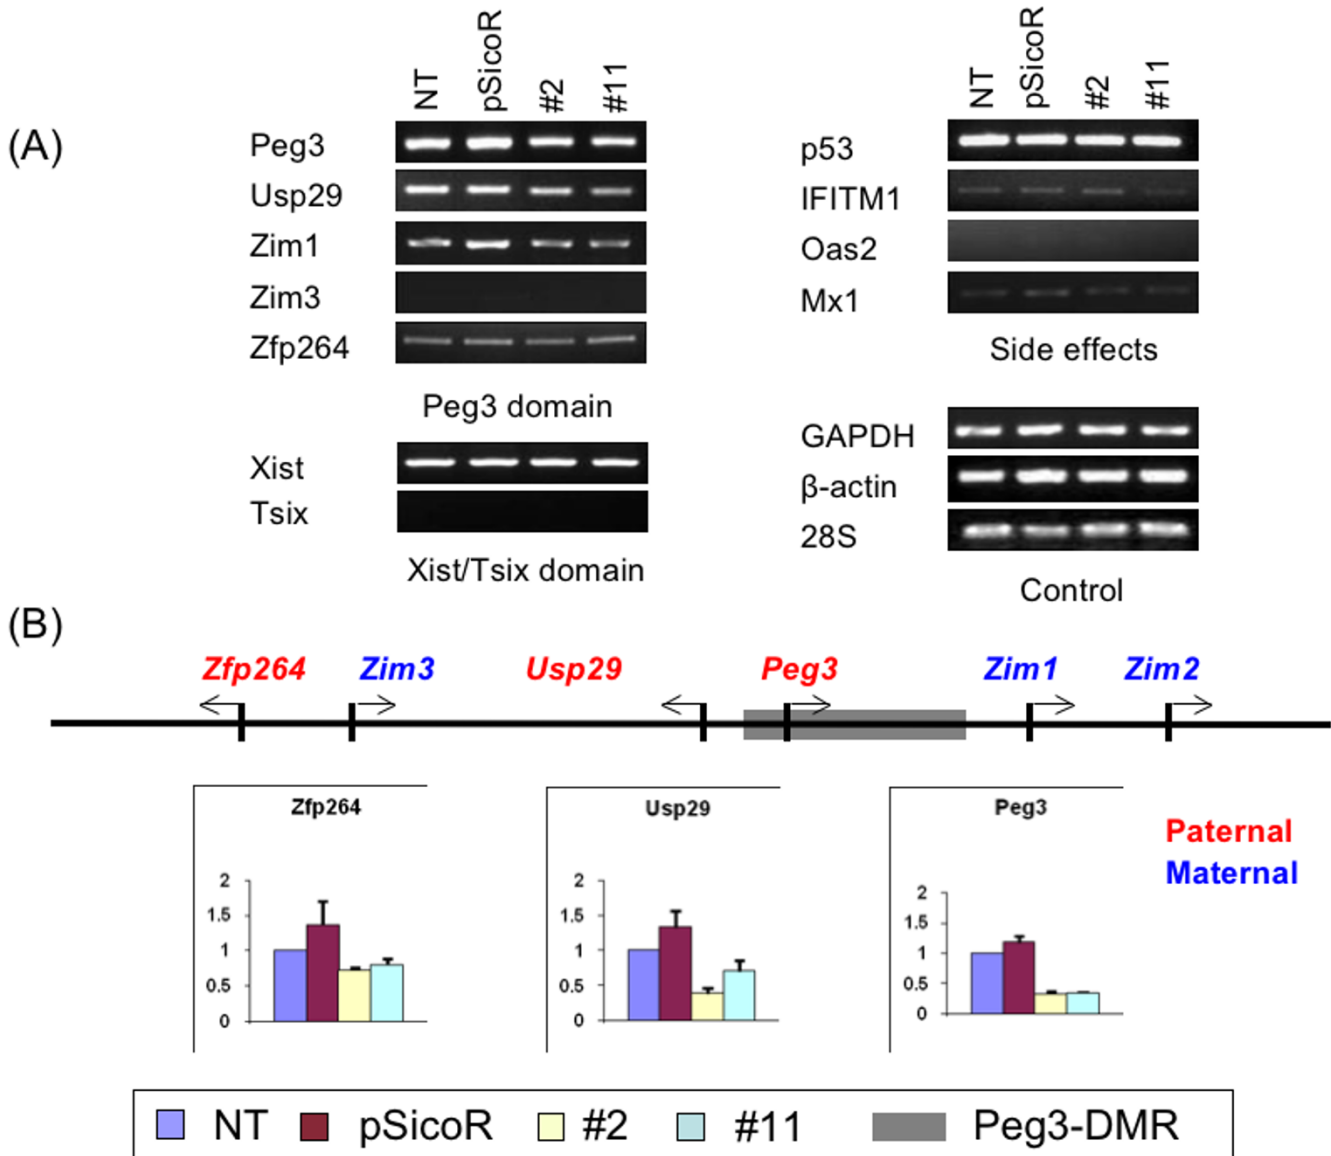 NT pSicoR #2 #11
NT pSicoR #2 #11
(A)
Peg3
Usp29
Zim1
Zim3
Zfp264
Peg3 domain
Xist
Tsix
Xist/Tsix domain
p53
IFITM1
Oas2
Mx1
Side effects
GAPDH
β-actin
28S
Control
(B)
Zfp264 Zim3 Usp29 Peg3 Zim1 Zim2
Zfp264
2
1.5
1
0.5
0
Usp29
2
1.5
1
0.5
0
Peg3
2
1.5
1
0.5
0
Paternal
Maternal
NT pSicoR #2 #11 Peg3-DMR